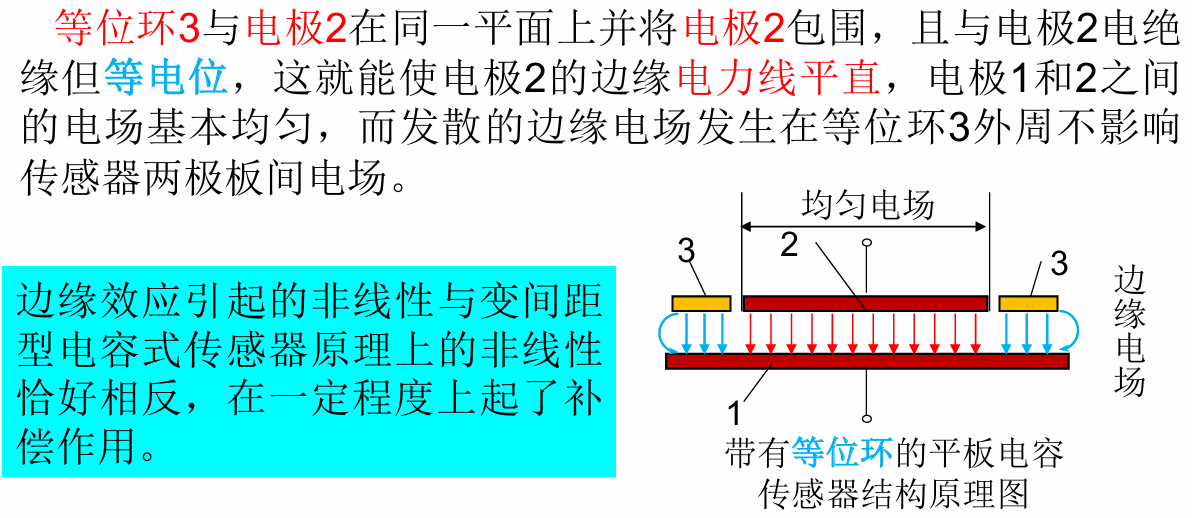 等位环3与电极2在同一平面上并将电极2包围，且与电极2电绝
缘但等电位，这就能使电极2的边缘电力线平直，电极1和2之间
的电场基本均匀，而发散的边缘电场发生在等位环3外周不影响
传感器两极板间电场。
边缘效应引起的非线性与变间距
型电容式传感器原理上的非线性
恰好相反，在一定程度上起了补
偿作用。
均匀电场
3
2
3
边缘电场
1
带有等位环的平板电容
传感器结构原理图